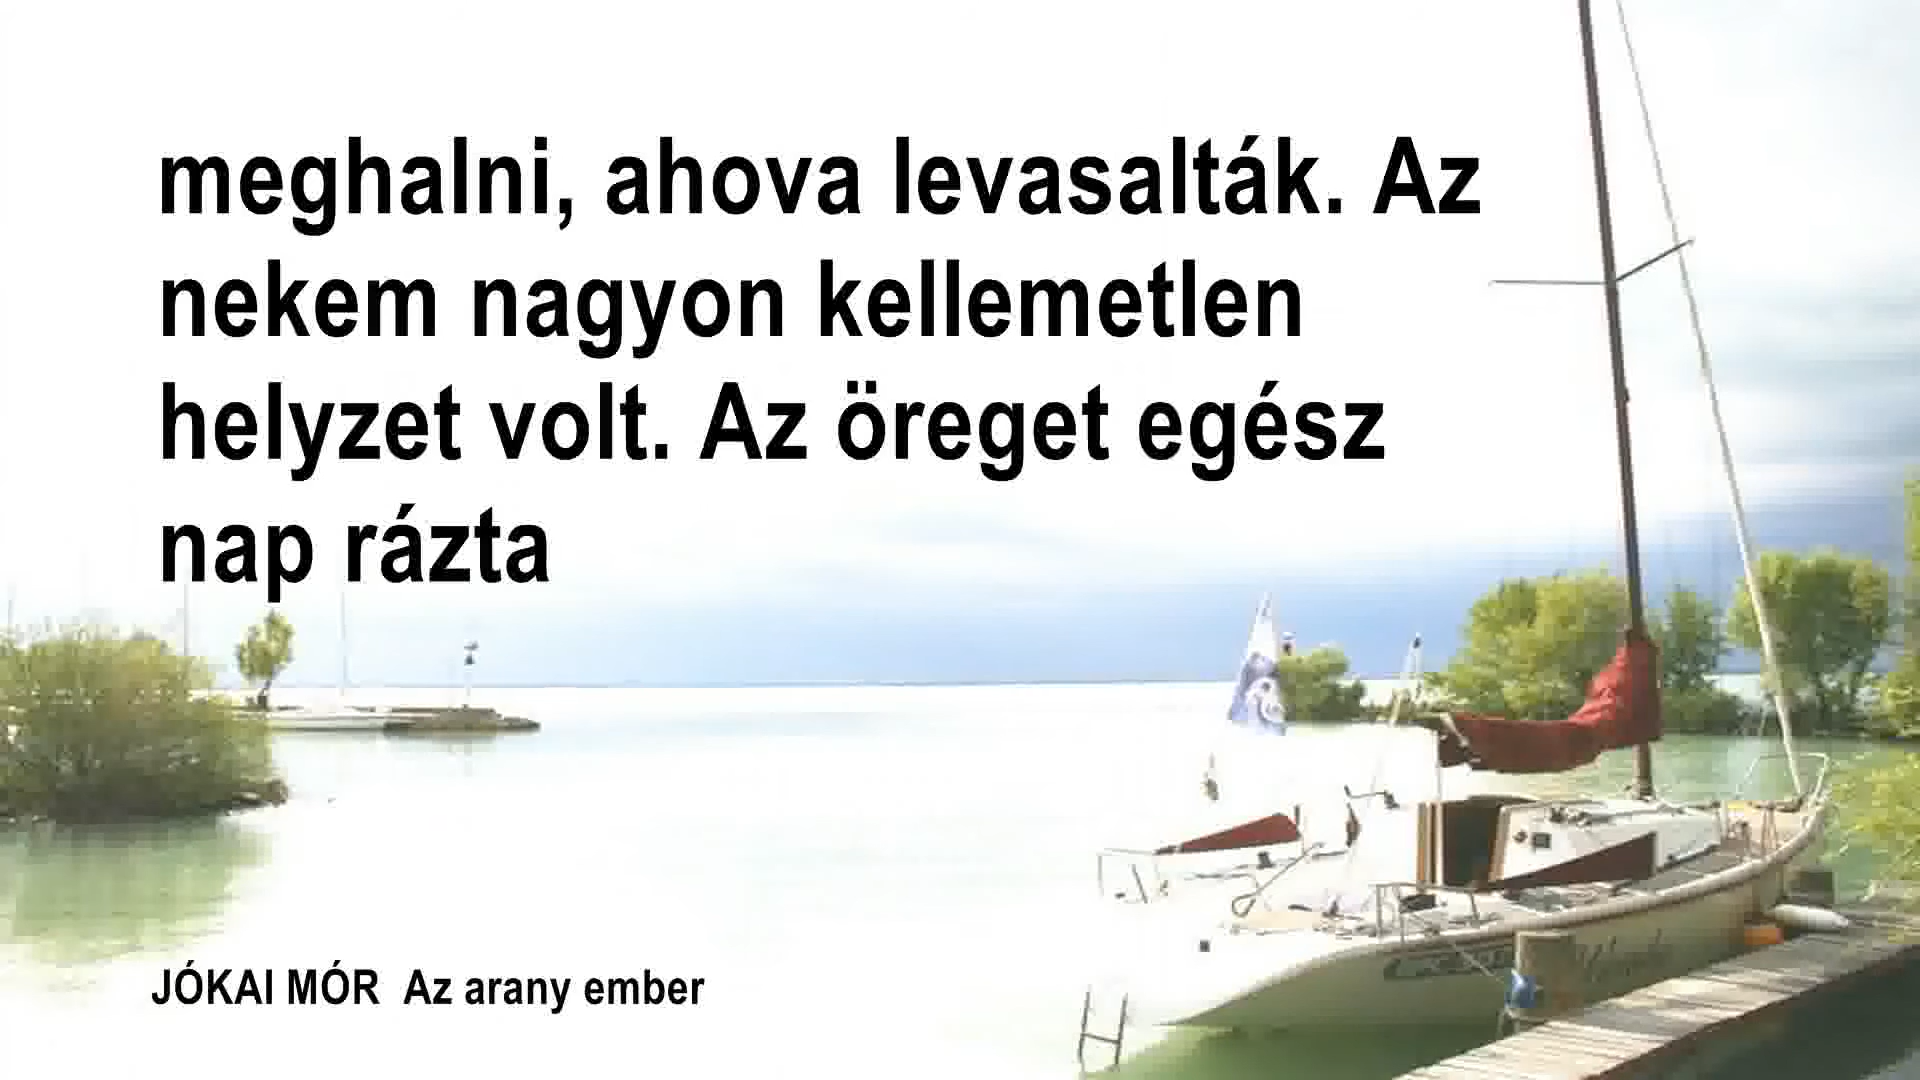 meghalni, ahova levasalták. Az
nekem nagyon kellemetlen
helyzet volt. Az öreget egész
nap rázta
JÓKAI MÓR Az arany ember